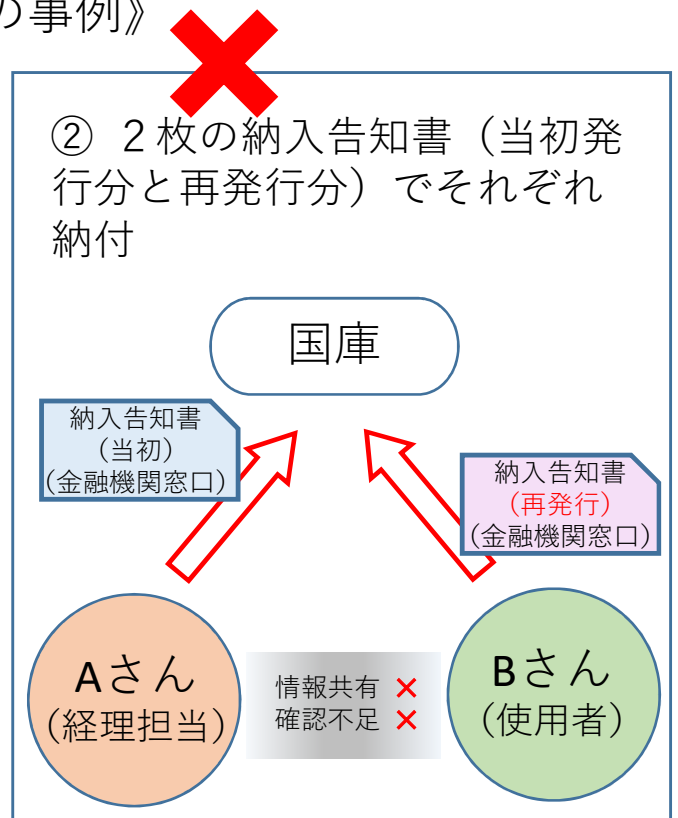 の事例》
② ２枚の納入告知書（当初発
行分と再発行分）でそれぞれ
納付
国庫
納入告知書
(当初)
(金融機関窓口)
納入告知書
(再発行)
(金融機関窓口)
Aさん
（経理担当）
情報共有 ×
確認不足 ×
Bさん
（使用者）